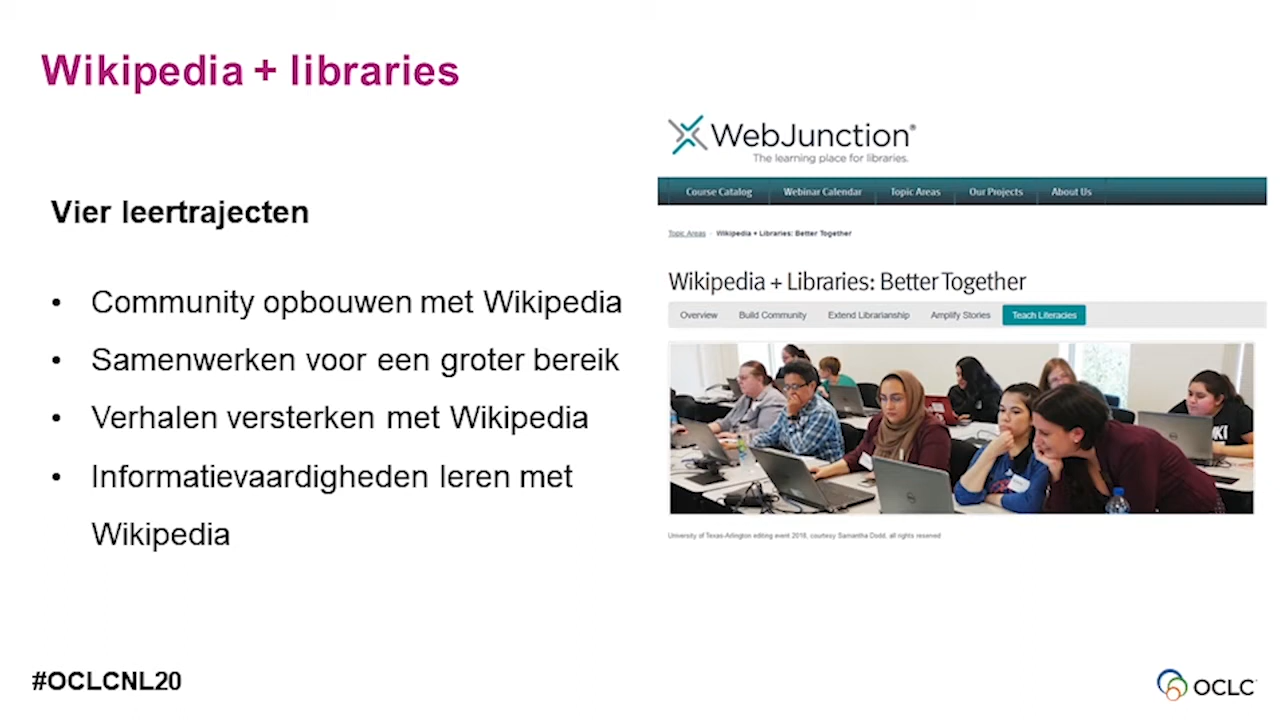 Wikipedia + libraries
Vier leertrajecten
• Community opbouwen met Wikipedia
• Samenwerken voor een groter bereik
• Verhalen versterken met Wikipedia
• Informatievaardigheden leren met
Wikipedia
WebJunction®
The learning place for libraries.
Course Catalog Webinar Calendar Topic Areas Our Projects About Us
Topic Areas Wikipedia + Libraries: Better Together
Wikipedia + Libraries: Better Together
Overview Build Community Extend Librarianship Amplify Stories Teach Literacies
University of Texas-Arlington editing event 2018, courtesy Samantha Dodd, all rights reserved
#OCLCNL20
OCLC